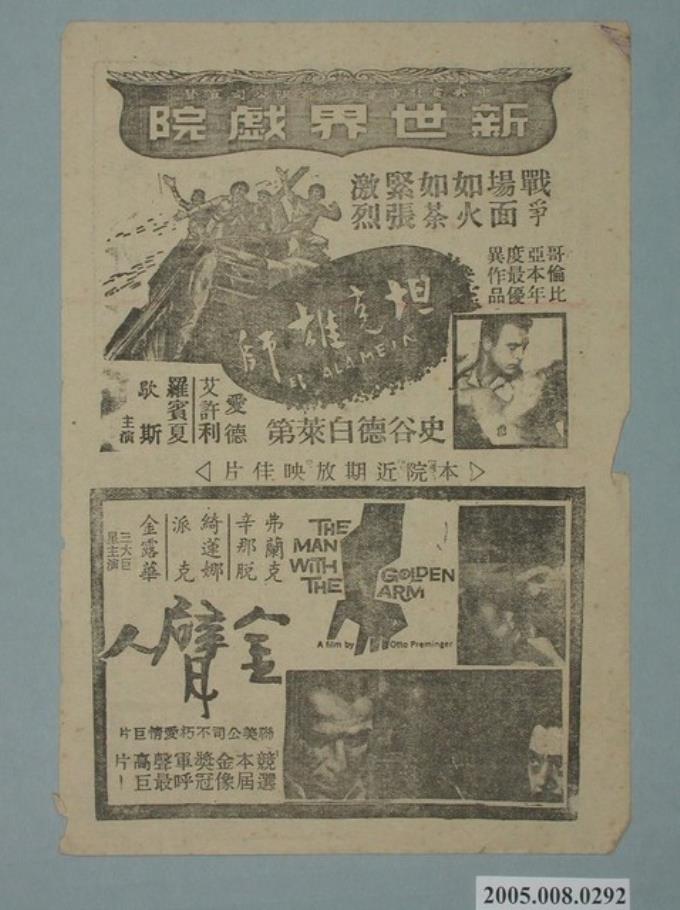 新世界戲院
戰爭場面如火如荼緊張激烈
哥倫比亞本年度最優異作品
坦克雄師
EL ALAMEIN
史谷德白萊第
愛德
艾許利
羅賓夏
歇斯
主演
▷本院近期放映佳片◁
THE MAN WITH THE GOLDEN ARM
A film by Otto Preminger
弗蘭克
辛那脫
綺蓮娜
派克
金露華
三大巨星主演
金臂人
聯美公司不朽愛情巨片
競選本屆金像獎冠軍呼聲最高巨片!
2005.008.0292